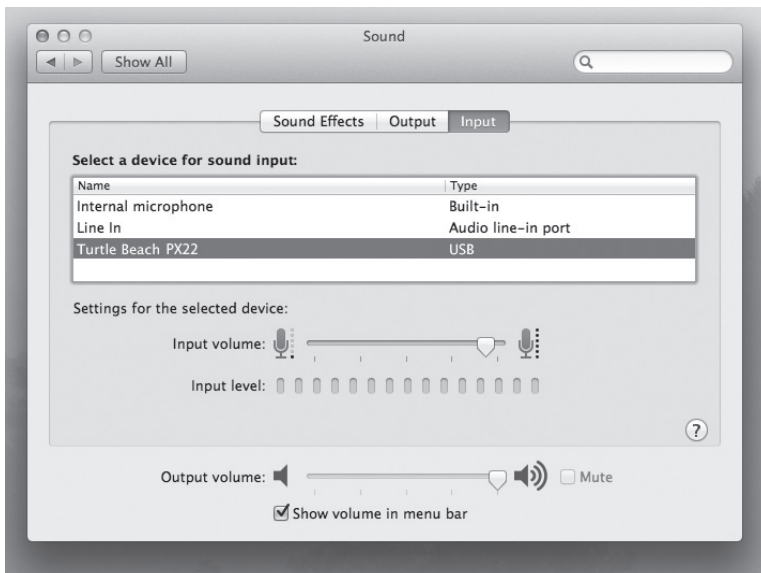 Sound
Show All
Sound Effects Output Input
Select a device for sound input:
Name Type
Internal microphone Built-in
Line In Audio line-in port
Turtle Beach PX22 USB
Settings for the selected device:
Input volume:
Input level:
?
Output volume: Mute
Show volume in menu bar